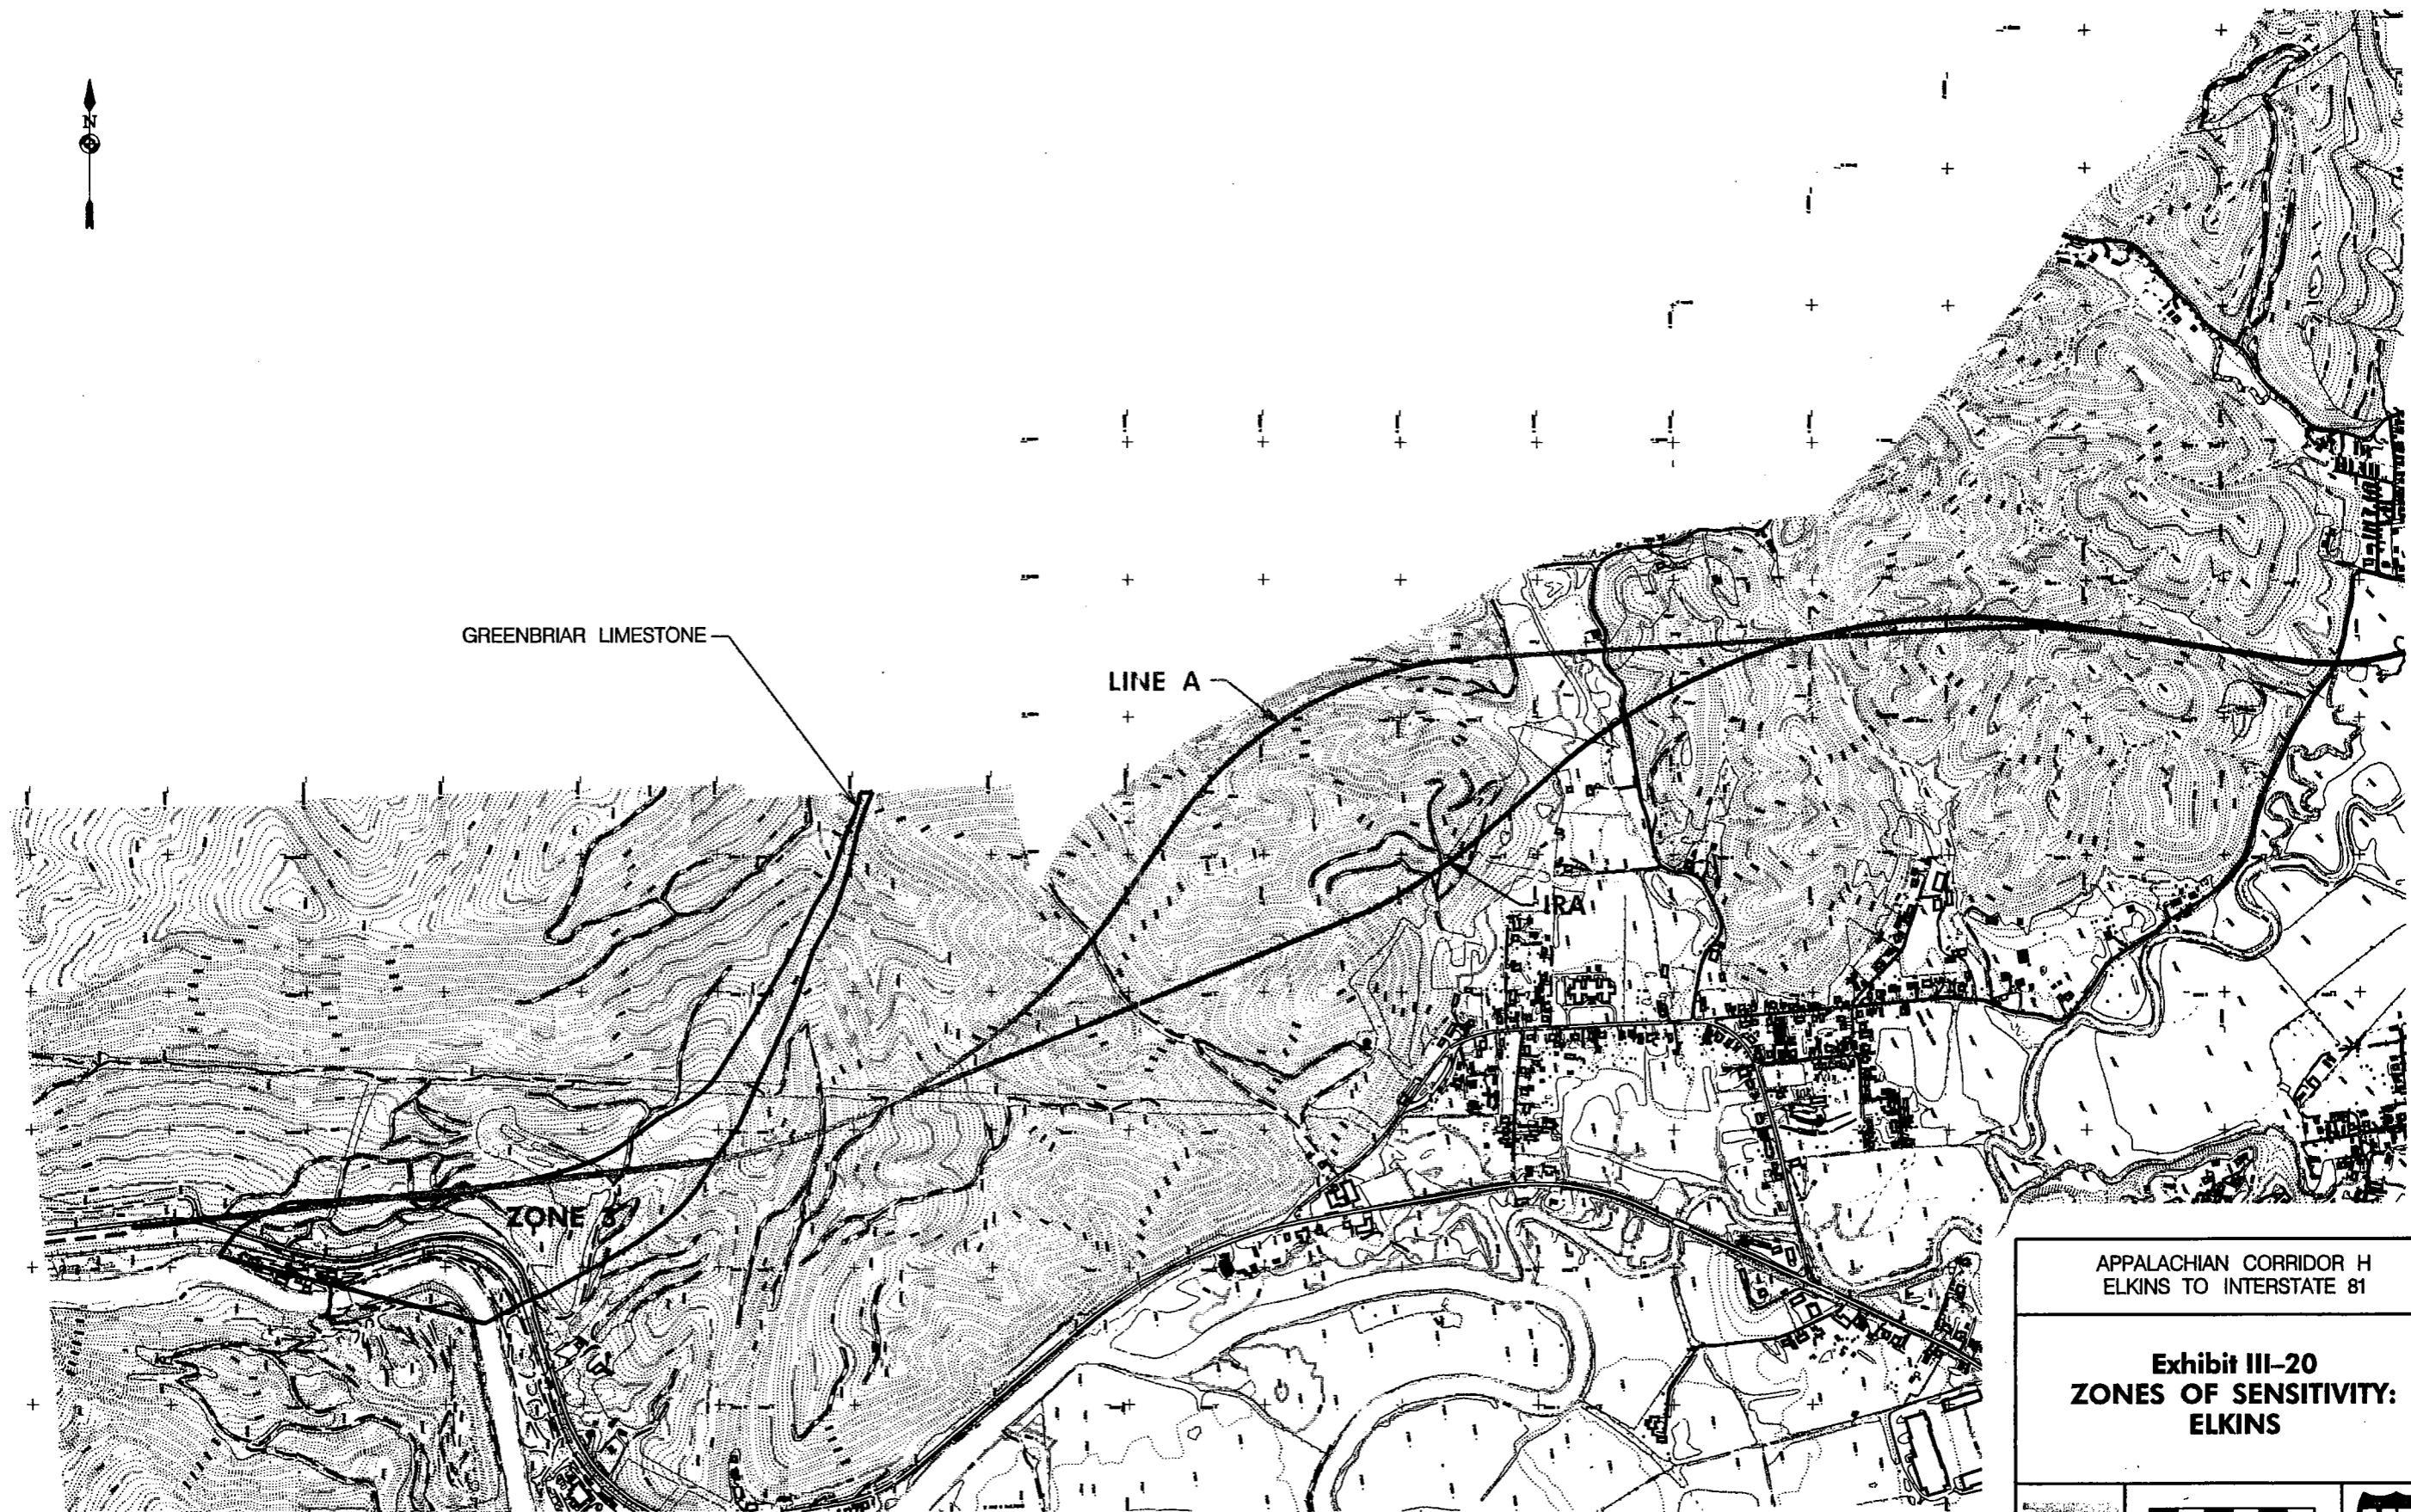 N
GREENBRIAR LIMESTONE
LINE A
IRA
ZONE 3
APPALACHIAN CORRIDOR H
ELKINS TO INTERSTATE 81
Exhibit III-20
ZONES OF SENSITIVITY:
ELKINS